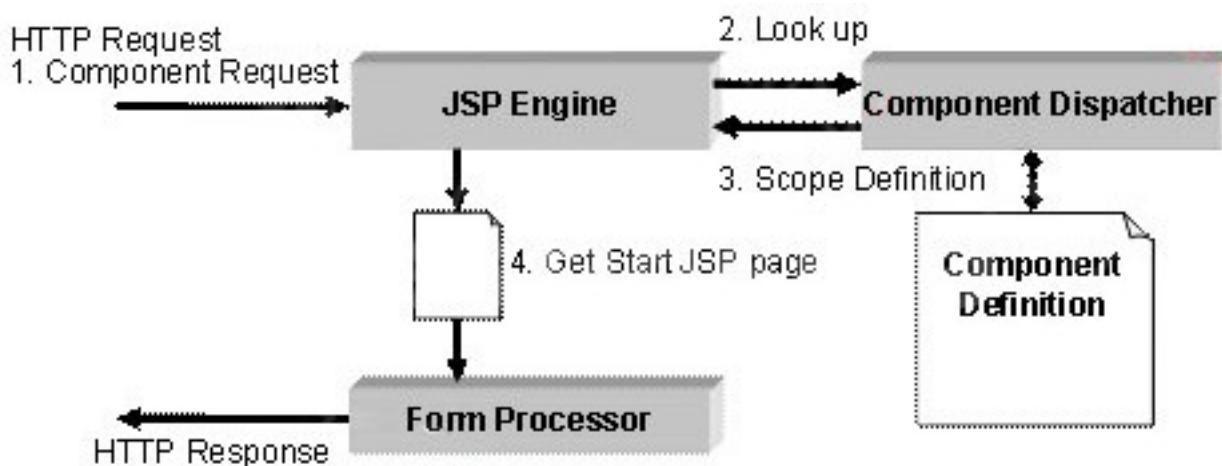 HTTP Request
1. Component Request
2. Look up
JSP Engine
Component Dispatcher
3. Scope Definition
4. Get Start JSP page
Component
Definition
Form Processor
HTTP Response